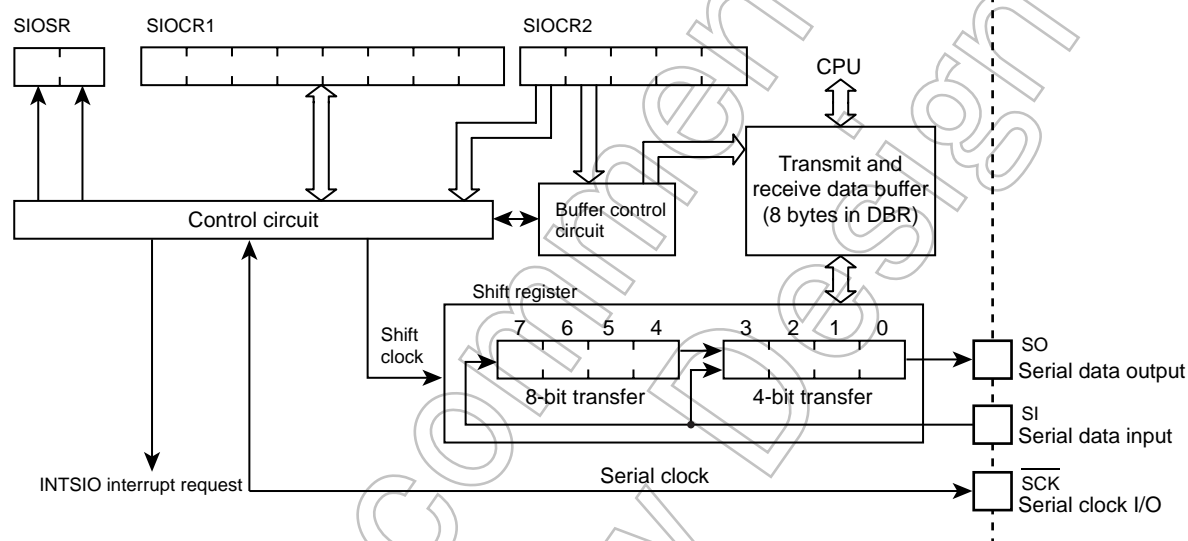 SIOSR
SIOCR1
SIOCR2
CPU
Transmit and
receive data buffer
(8 bytes in DBR)
Control circuit
Buffer control
circuit
Shift register
7 6 5 4 3 2 1 0
Shift
clock
8-bit transfer
4-bit transfer
SO
Serial data output
SI
Serial data input
INTSIO interrupt request
Serial clock
SCK
Serial clock I/O
commen
Design